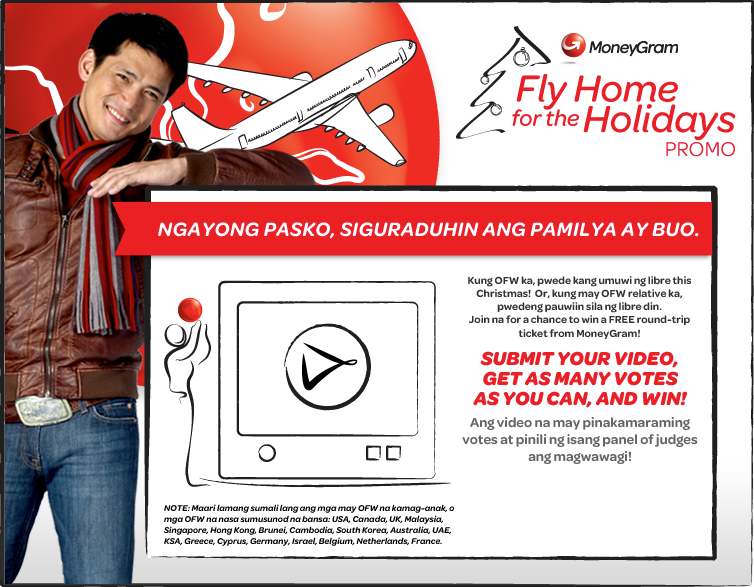 MoneyGram
Fly Home
for the Holidays
PROMO
NGAYONG PASKO, SIGURADUHIN ANG PAMILYA AY BUO.
Kung OFW ka, pwede kang umuwi ng libre this
Christmas! Or, kung may OFW relative ka,
pwedeng pauwiin sila ng libre din.
Join na for a chance to win a FREE round-trip
ticket from MoneyGram!
SUBMIT YOUR VIDEO,
GET AS MANY VOTES
AS YOU CAN, AND WIN!
Ang video na may pinakamaraming
votes at pinili ng isang panel of judges
ang magwawagi!
NOTE: Maari lamang sumali lang ang mga may OFW na kamag-anak, o
mga OFW na nasa sumusunod na bansa: USA, Canada, UK, Malaysia,
Singapore, Hong Kong, Brunei, Cambodia, South Korea, Australia, UAE,
KSA, Greece, Cyprus, Germany, Israel, Belgium, Netherlands, France.